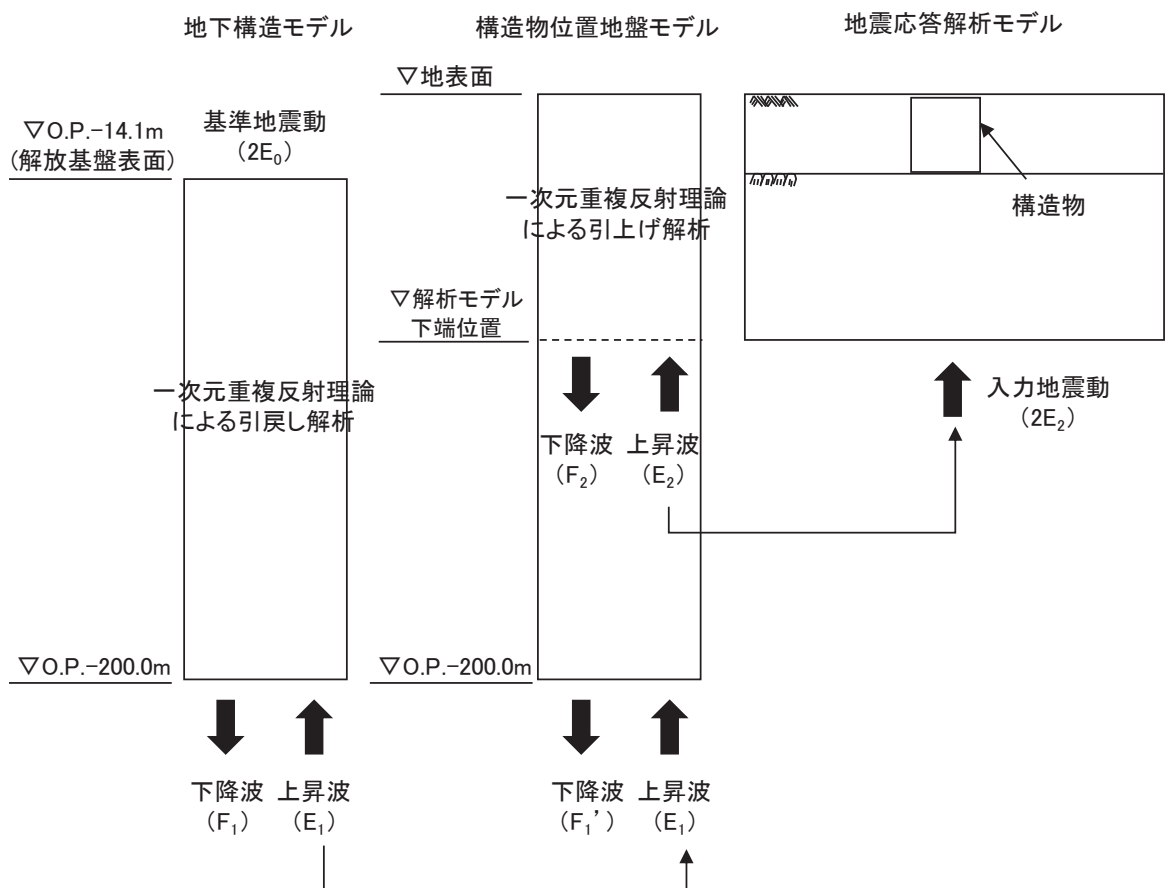 地下構造モデル
▽O.P.-14.1m
(解放基盤表面)
基準地震動
(2E₀)
一次元重複反射理論
による引戻し解析
▽O.P.-200.0m
下降波
(F₁)
上昇波
(E₁)
構造物位置地盤モデル
▽地表面
一次元重複反射理論
による引上げ解析
▽解析モデル
下端位置
下降波
(F₂)
上昇波
(E₂)
▽O.P.-200.0m
下降波
(F₁’)
上昇波
(E₁)
地震応答解析モデル
構造物
入力地震動
(2E₂)